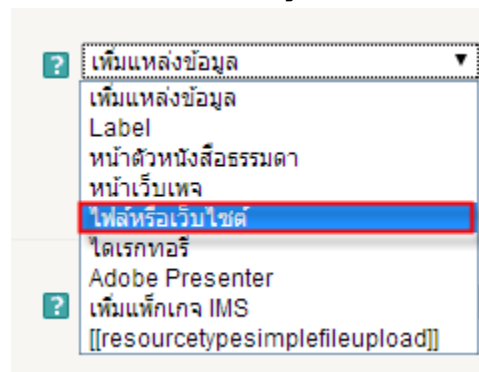 ? เพิ่มแหล่งข้อมูล ▼
เพิ่มแหล่งข้อมูล
Label
หน้าตัวหนังสือธรรมดา
หน้าเว็บเพจ
ไฟล์หรือเว็บไซต์
ไดเรกทอรี
Adobe Presenter
? เพิ่มแพ็กเกจ IMS
[[resourcetypesimplefileupload]]